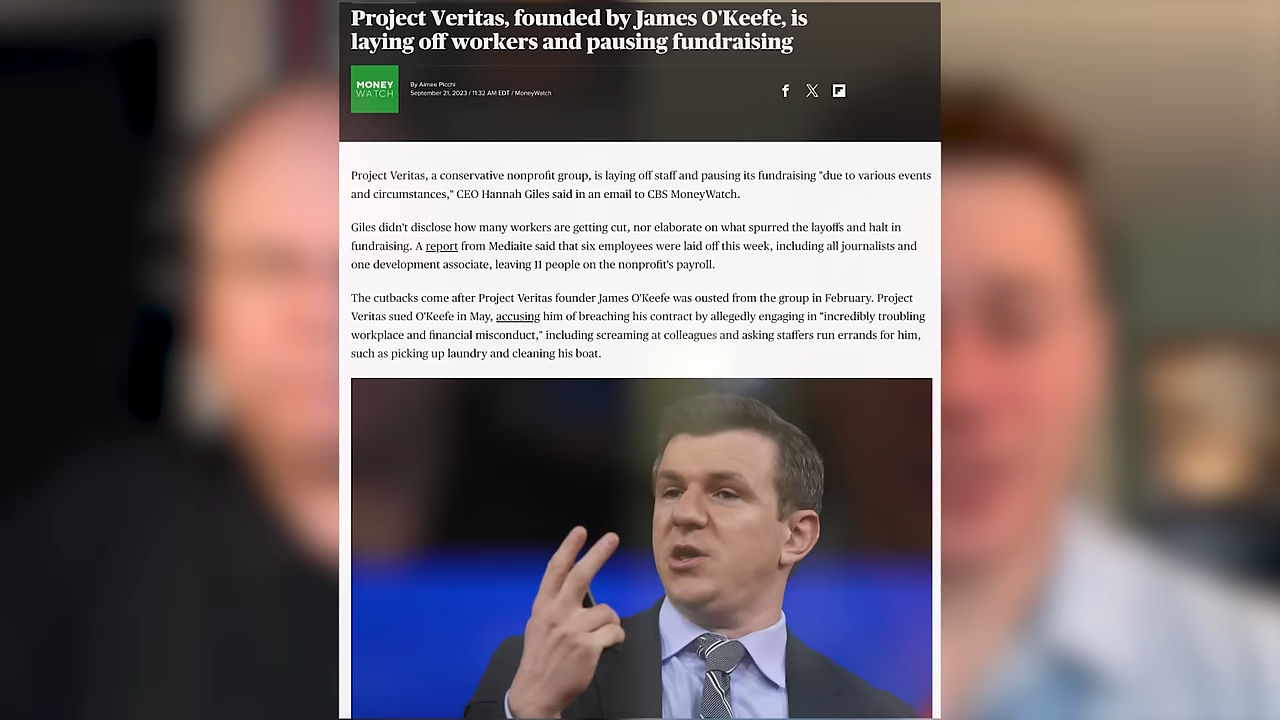 Project Veritas, founded by James O'Keefe, is
laying off workers and pausing fundraising
MONEY
WATCH
By Aimee Picchi
September 21, 2023 / 11:32 AM EDT / MoneyWatch
Project Veritas, a conservative nonprofit group, is laying off staff and pausing its fundraising "due to various events
and circumstances," CEO Hannah Giles said in an email to CBS MoneyWatch.
Giles didn't disclose how many workers are getting cut, nor elaborate on what spurred the layoffs and halt in
fundraising. A report from Mediaite said that six employees were laid off this week, including all journalists and
one development associate, leaving 11 people on the nonprofit's payroll.
The cutbacks come after Project Veritas founder James O'Keefe was ousted from the group in February. Project
Veritas sued O'Keefe in May, accusing him of breaching his contract by allegedly engaging in "incredibly troubling
workplace and financial misconduct," including screaming at colleagues and asking staffers run errands for him,
such as picking up laundry and cleaning his boat.